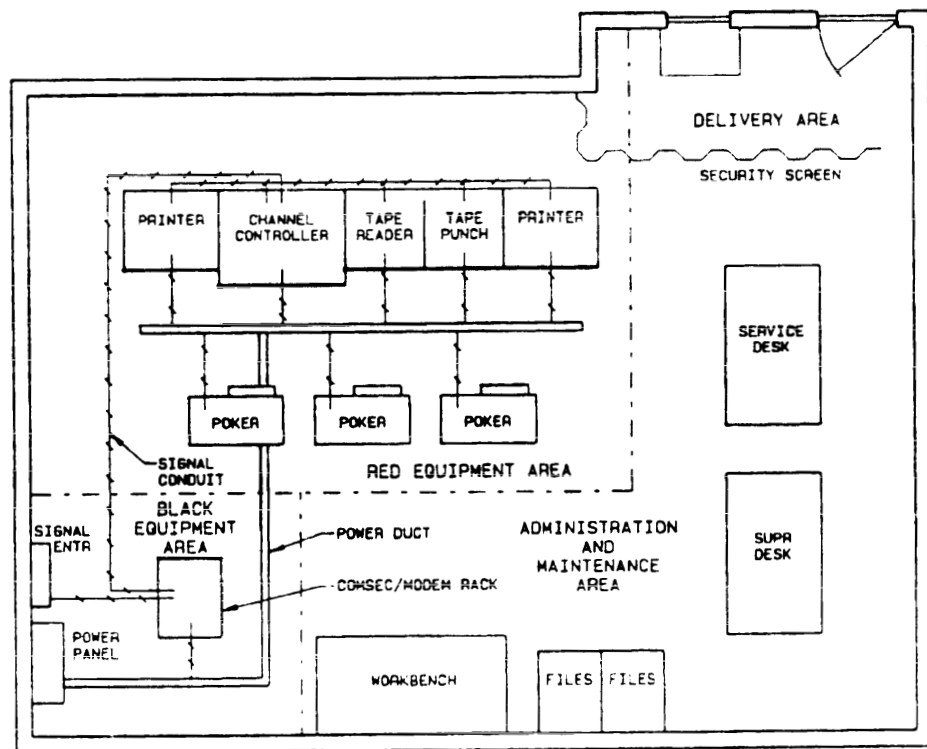 DELIVERY AREA
SECURITY SCREEN
PRINTER
CHANNEL
CONTROLLER
TAPE
READER
TAPE
PUNCH
PRINTER
SERVICE
DESK
POKER
POKER
POKER
SIGNAL
CONDUIT
RED EQUIPMENT AREA
BLACK
EQUIPMENT
AREA
SIGNAL
ENTR
POWER DUCT
ADMINISTRATION
AND
MAINTENANCE
AREA
SUPR
DESK
COMSEC/MODEM RACK
POWER
PANEL
WORKBENCH
FILES
FILES